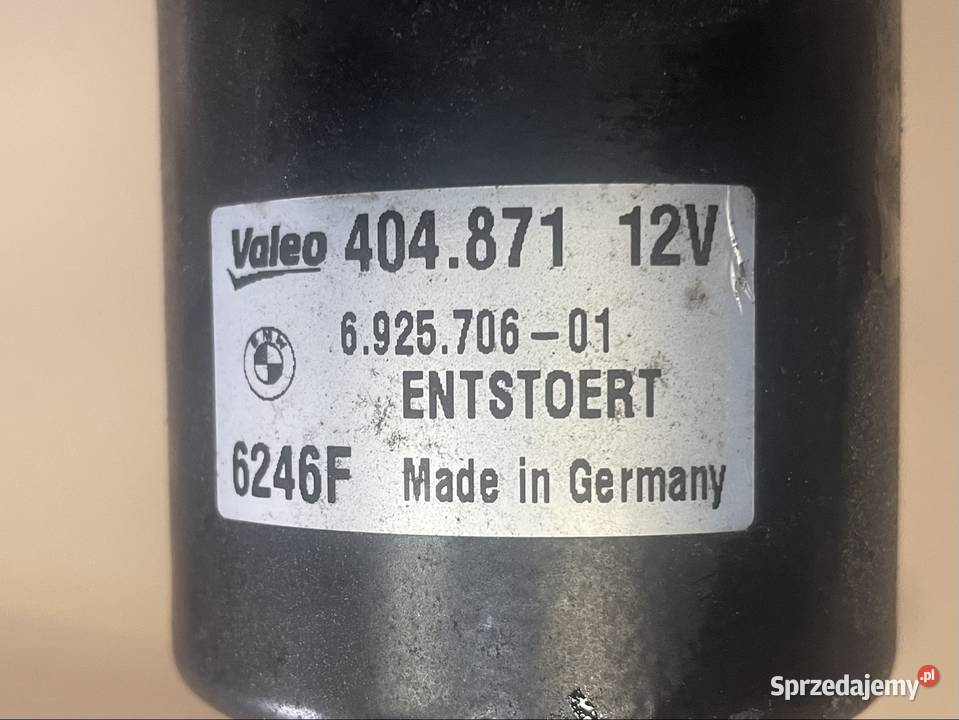 Valeo 404.871 12V
BMW 6.925.706-01
ENTSTOERT
6246F Made in Germany
Sprzedajemy.pl